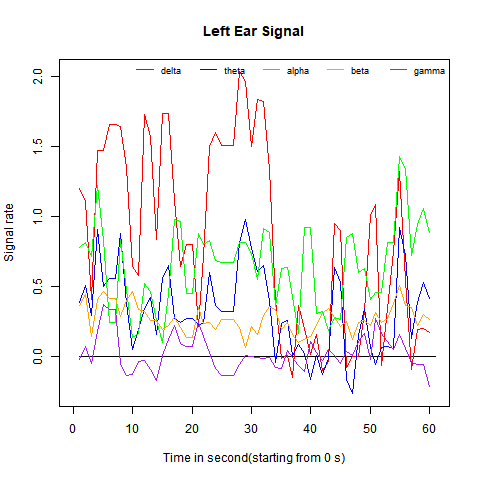 Left Ear Signal
delta theta alpha beta gamma
2.0
1.5
1.0
0.5
0.0
Signal rate
0 10 20 30 40 50 60
Time in second(starting from 0 s)